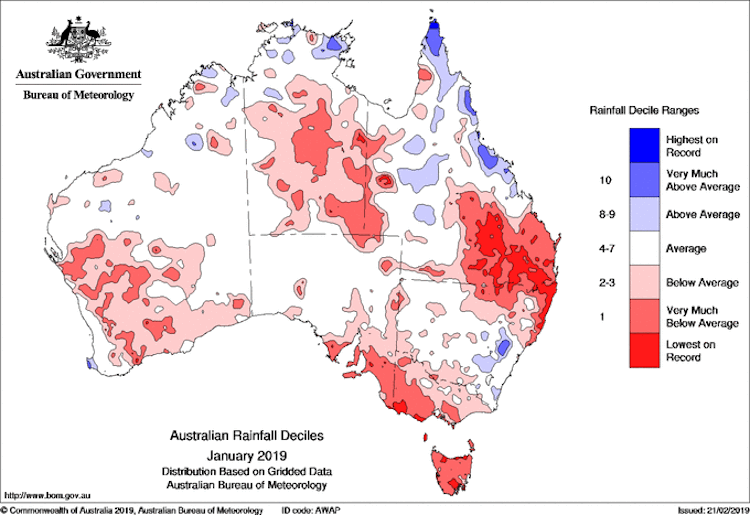 Australian Government
Bureau of Meteorology
Rainfall Decile Ranges
Highest on
Record
10
Very Much
Above Average
8-9
Above Average
4-7
Average
2-3
Below Average
1
Very Much
Below Average
Lowest on
Record
Australian Rainfall Deciles
January 2019
Distribution Based on Gridded Data
Australian Bureau of Meteorology
http://www.bom.gov.au
© Commonwealth of Australia 2019, Australian Bureau of Meteorology
ID code: AWAP
Issued: 21/02/2019